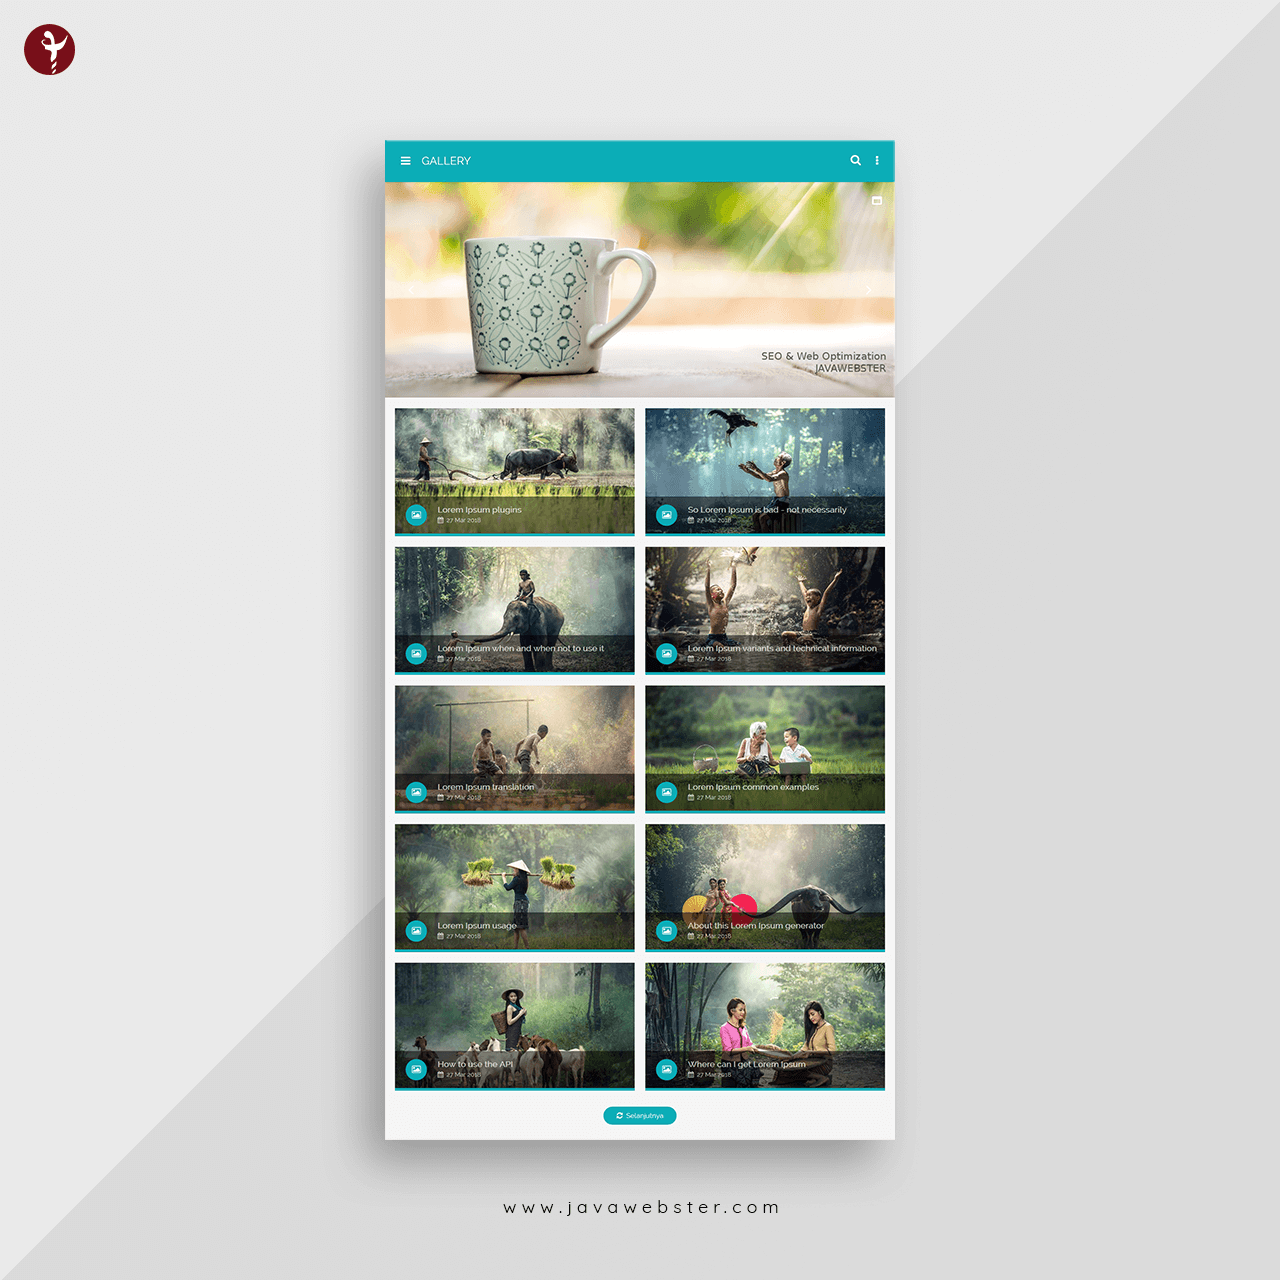 GALLERY
SEO & Web Optimization
JAVAWEBSTER
Lorem Ipsum plugins
27 Mar 2018
So Lorem Ipsum is bad - not necessarily
27 Mar 2018
Lorem Ipsum when and when not to use it
27 Mar 2018
Lorem Ipsum variants and technical information
27 Mar 2018
Lorem Ipsum translation
27 Mar 2018
Lorem Ipsum common examples
27 Mar 2018
Lorem Ipsum usage
27 Mar 2018
About this Lorem Ipsum generator
27 Mar 2018
How to use the API
27 Mar 2018
Where can I get Lorem Ipsum
27 Mar 2018
Selanjutnya
www.javawebster.com